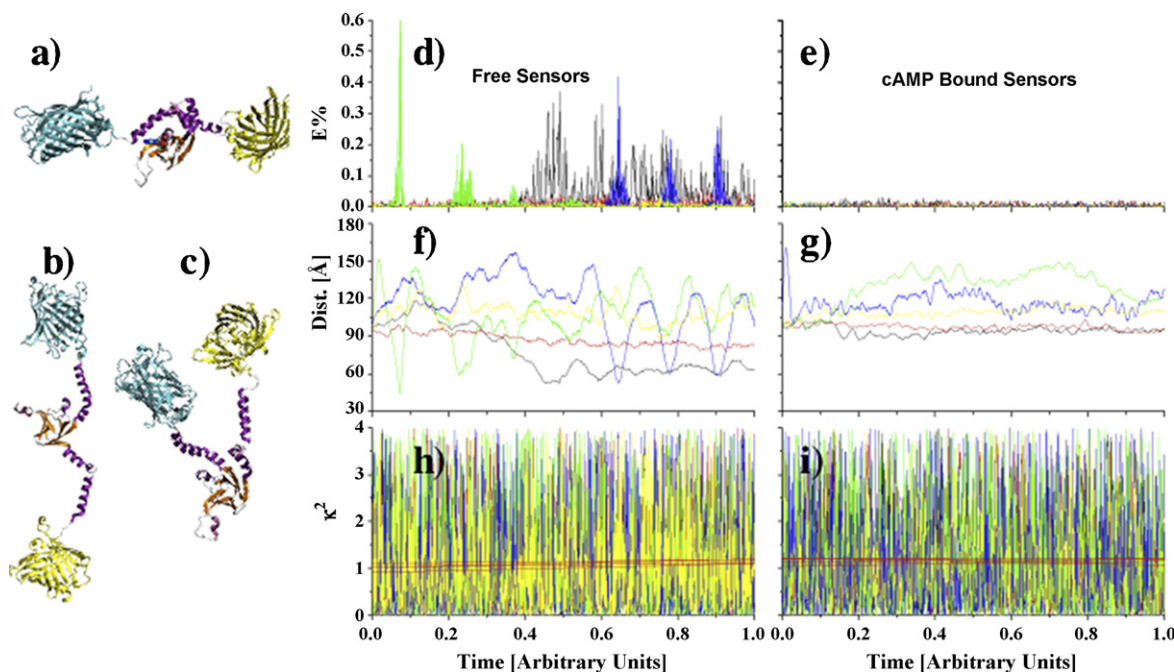 a)
b)
c)
d)
Free Sensors
E%
0.6
0.5
0.4
0.3
0.2
0.1
0.0
e)
cAMP Bound Sensors
f)
Dist. [Å]
180
150
120
90
60
30
g)
h)
κ²
4
3
2
1
0
0.0 0.2 0.4 0.6 0.8 1.0
Time [Arbitrary Units]
i)
0.0 0.2 0.4 0.6 0.8 1.0
Time [Arbitrary Units]